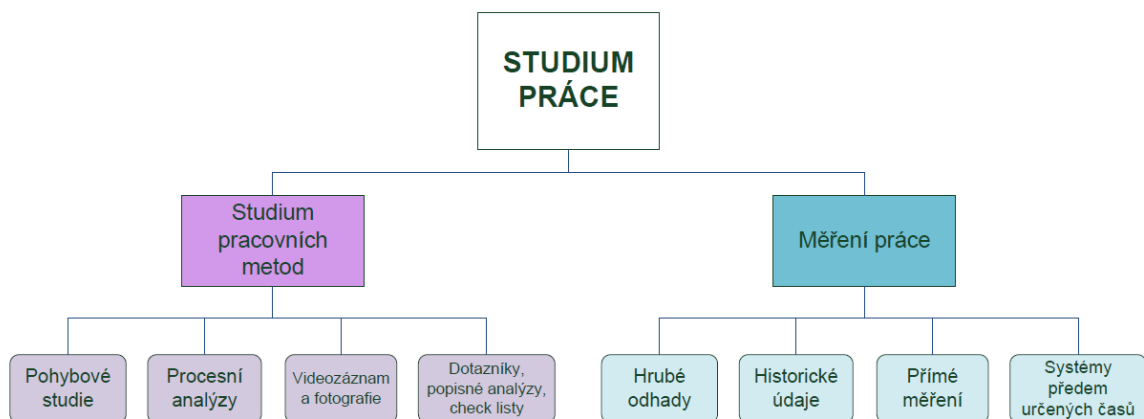 STUDIUM
PRÁCE
Studium
pracovních
metod
Měření práce
Pohybové
studie
Procesní
analýzy
Videozáznam
a fotografie
Dotazníky,
popisné analýzy,
check listy
Hrubé
odhady
Historické
údaje
Přímé
měření
Systémy
předem
určených časů